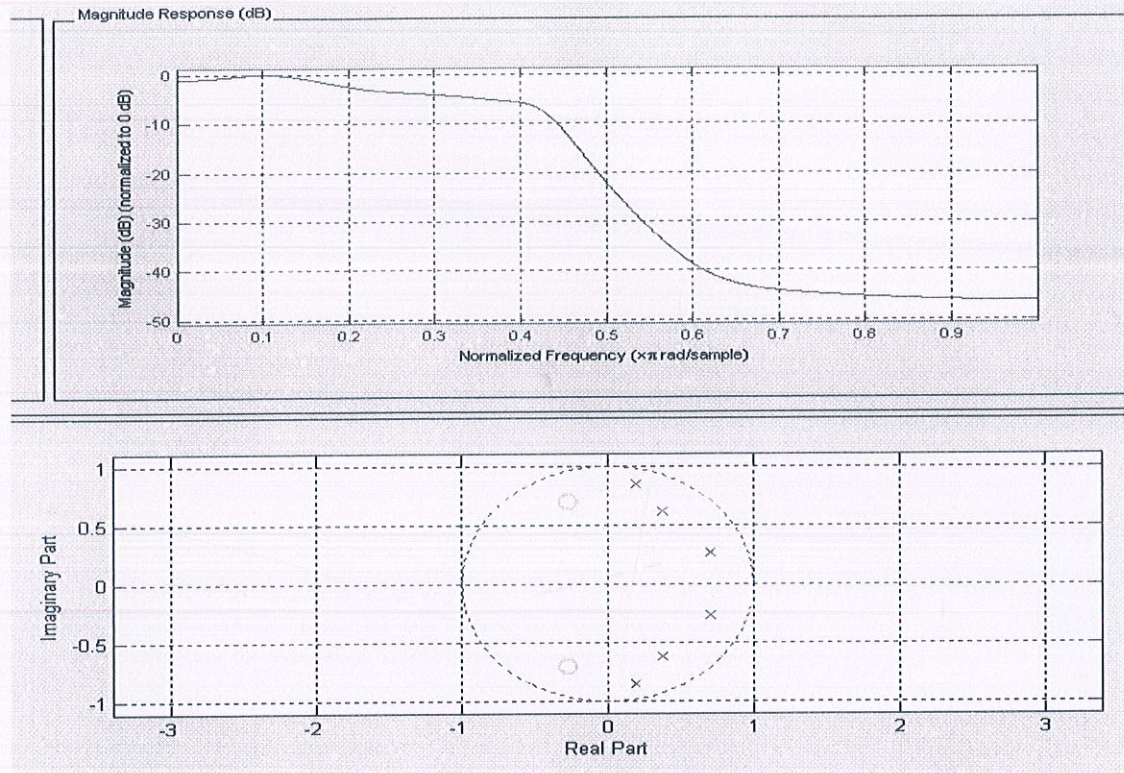 Magnitude Response (dB)
Magnitude (dB) (normalized to 0 dB)
0
-10
-20
-30
-40
-50
0 0.1 0.2 0.3 0.4 0.5 0.6 0.7 0.8 0.9
Normalized Frequency (×π rad/sample)
Imaginary Part
1
0.5
0
-0.5
-1
-3 -2 -1 0 1 2 3
Real Part